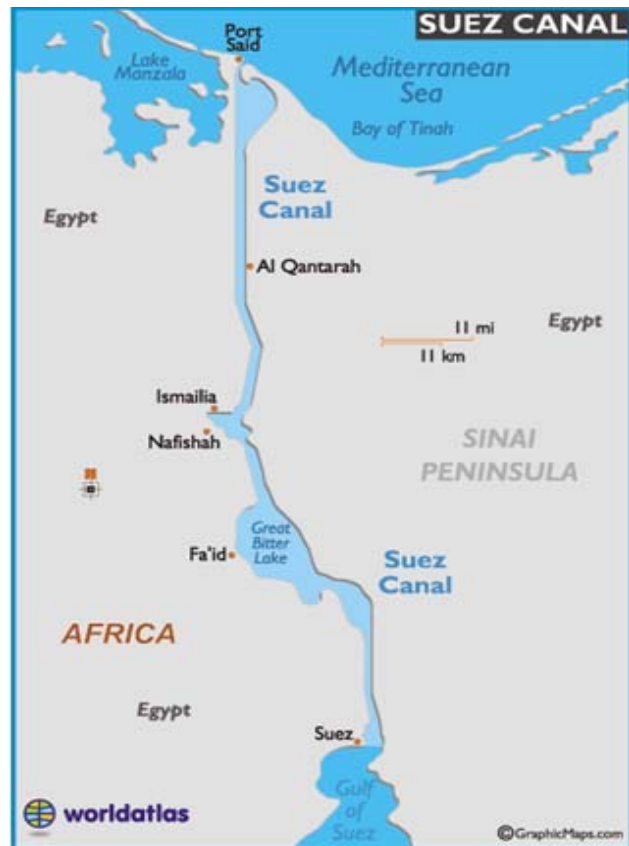 SUEZ CANAL
Port
Said
Lake
Manzala
Mediterranean
Sea
Bay of Tinah
Suez
Canal
Egypt
Al Qantarah
11 mi
11 km
Egypt
Ismailia
Nafishah
SINAI
PENINSULA
N
Great
Bitter
Lake
Fa'id
Suez
Canal
AFRICA
Egypt
Suez
Gulf
of
Suez
worldatlas
©GraphicMaps.com